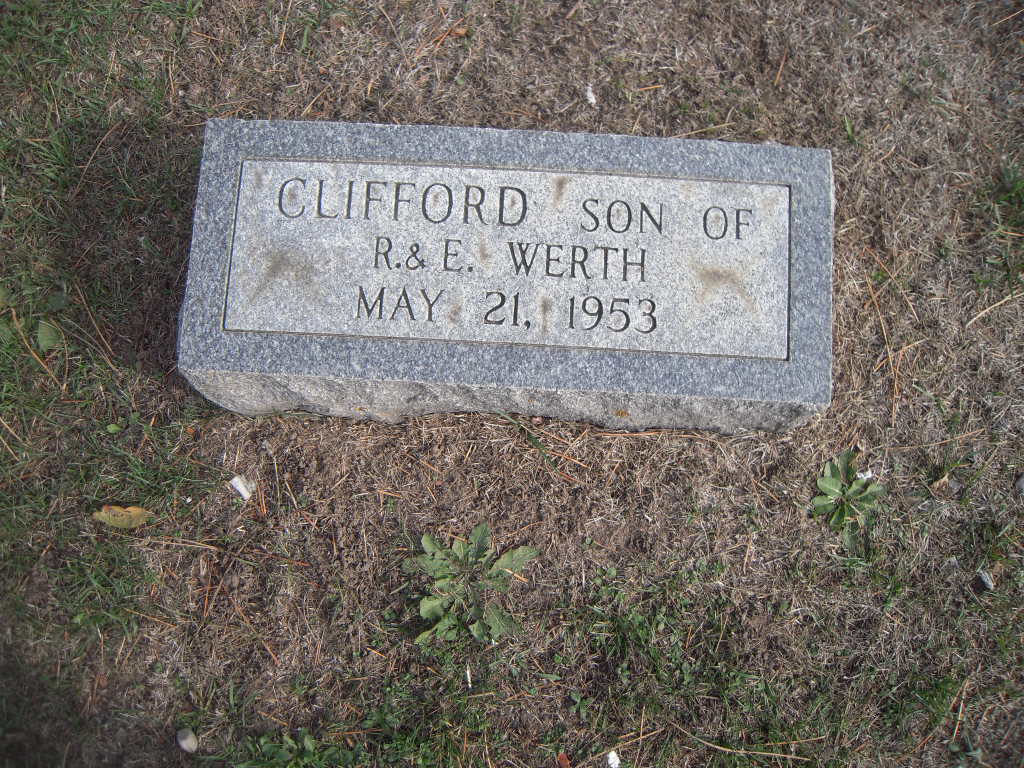 CLIFFORD SON OF
R. & E. WERTH
MAY 21, 1953